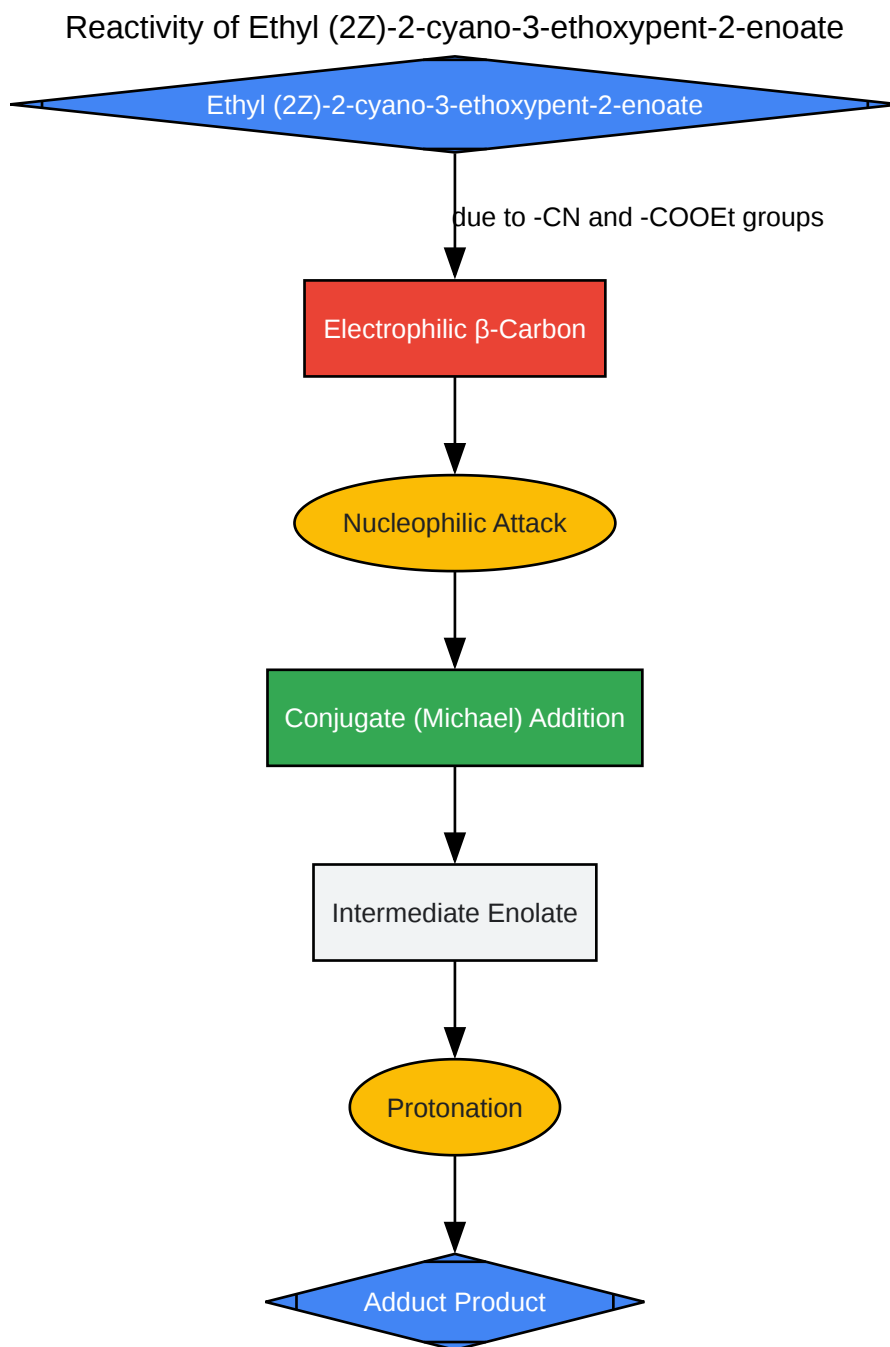 Reactivity of Ethyl (2Z)-2-cyano-3-ethoxypent-2-enoate
Ethyl (2Z)-2-cyano-3-ethoxypent-2-enoate
due to -CN and -COOEt groups
Electrophilic β-Carbon
Nucleophilic Attack
Conjugate (Michael) Addition
Intermediate Enolate
Protonation
Adduct Product